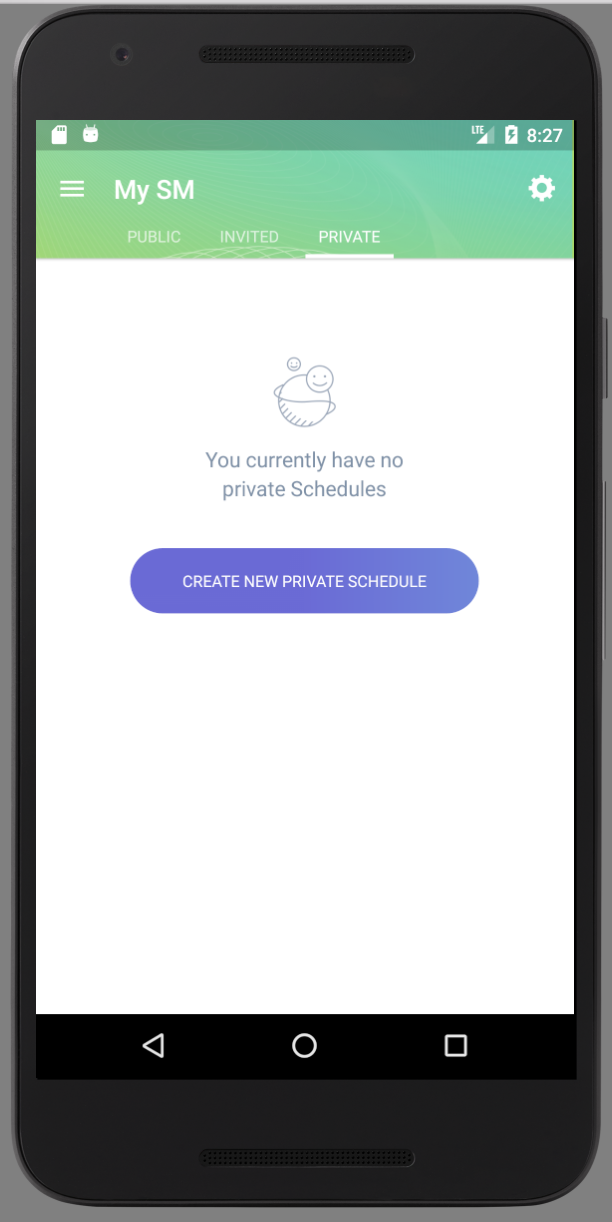 LTE 8:27
My SM
PUBLIC INVITED PRIVATE
You currently have no
private Schedules
CREATE NEW PRIVATE SCHEDULE